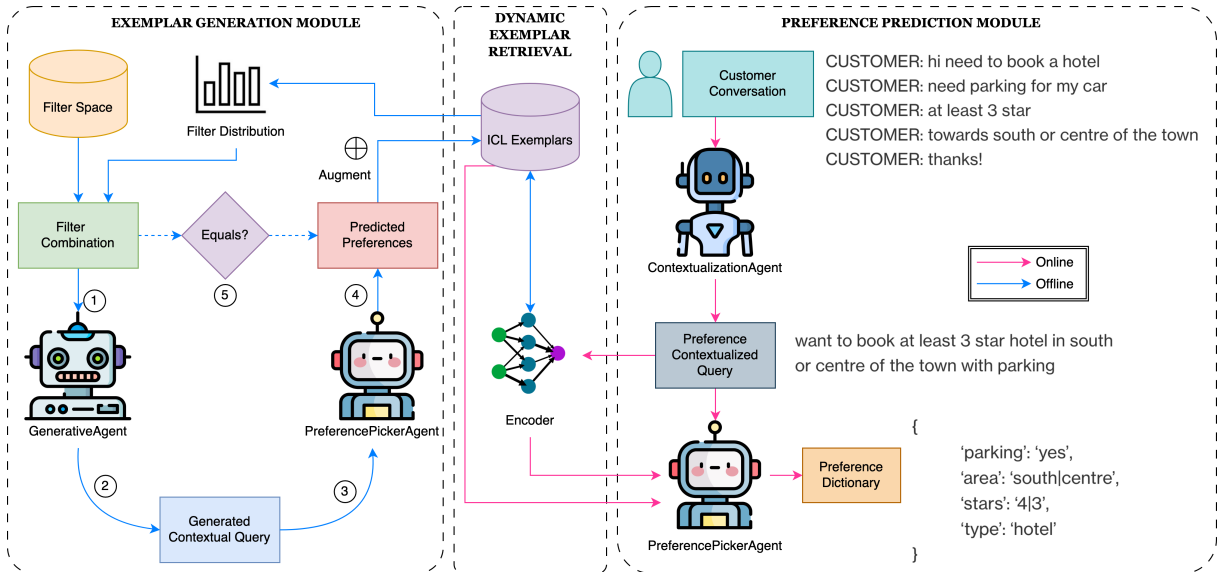 EXEMPLAR GENERATION MODULE
Filter Space
Filter Distribution
Augment
Filter
Combination
Equals?
Predicted
Preferences
1
5
4
GenerativeAgent
PreferencePickerAgent
2
3
Generated
Contextual Query
DYNAMIC
EXEMPLAR
RETRIEVAL
ICL Exemplars
Encoder
PREFERENCE PREDICTION MODULE
Customer
Conversation
CUSTOMER: hi need to book a hotel
CUSTOMER: need parking for my car
CUSTOMER: at least 3 star
CUSTOMER: towards south or centre of the town
CUSTOMER: thanks!
ContextualizationAgent
Online
Offline
Preference
Contextualized
Query
want to book at least 3 star hotel in south
or centre of the town with parking
PreferencePickerAgent
Preference
Dictionary
{
‘parking’: ‘yes’,
‘area’: ‘south|centre’,
‘stars’: ‘4|3’,
‘type’: ‘hotel’
}